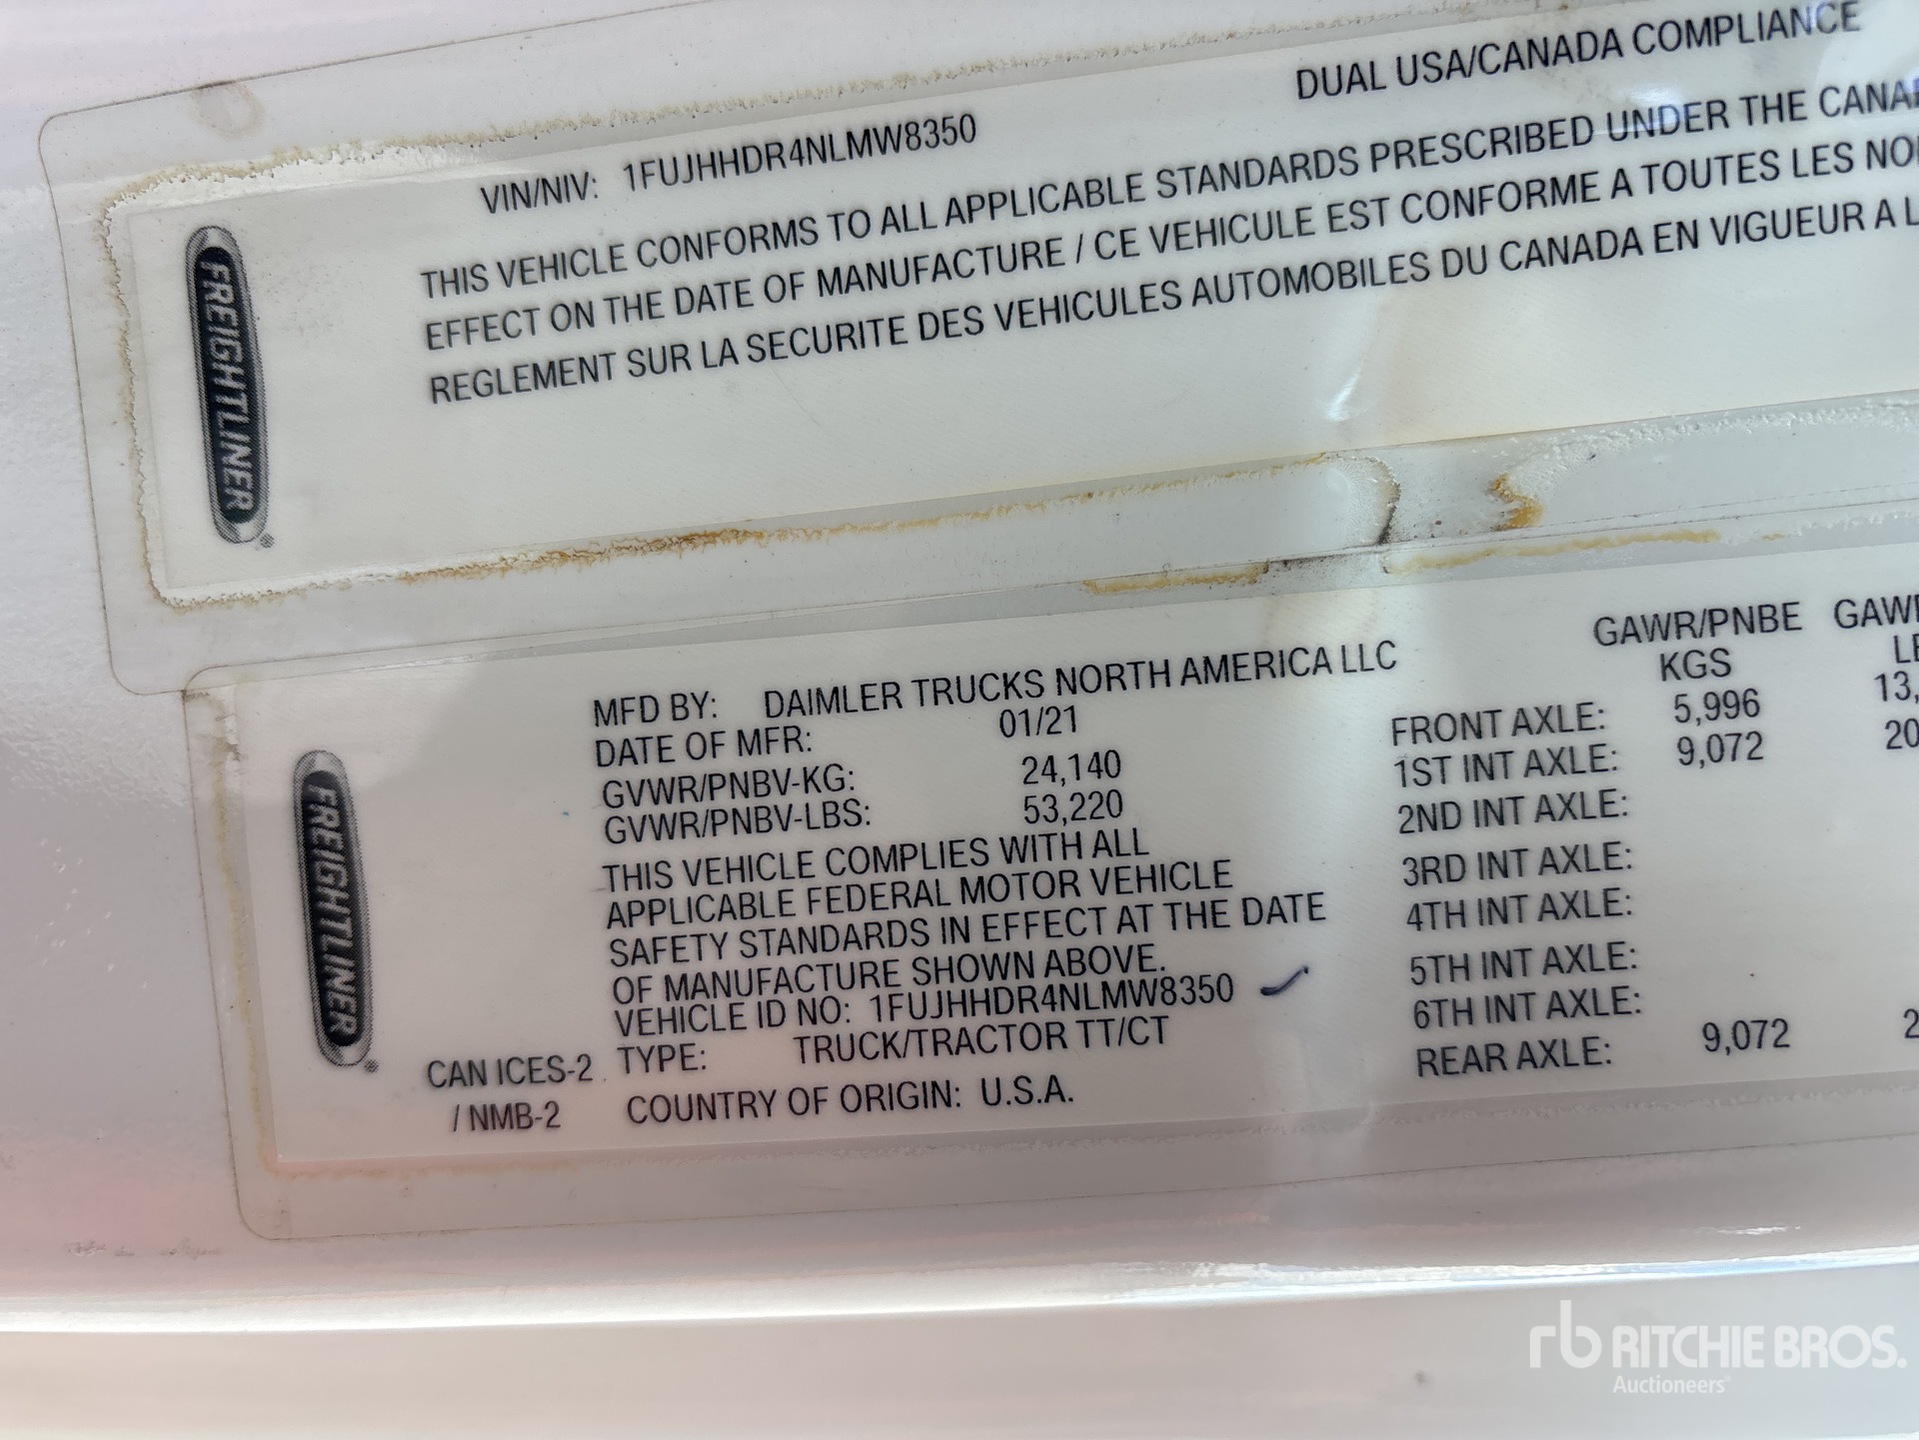 DUAL USA/CANADA COMPLIANCE
VIN/NIV: 1FUJHHDR4NLMW8350
THIS VEHICLE CONFORMS TO ALL APPLICABLE STANDARDS PRESCRIBED UNDER THE
EFFECT ON THE DATE OF MANUFACTURE / CE VEHICULE EST CONFORME A TOUTES LES
REGLEMENT SUR LA SECURITE DES VEHICULES AUTOMOBILES DU CANADA EN VIGUEUR A
FREIGHTLINER
MFD BY: DAIMLER TRUCKS NORTH AMERICA LLC
DATE OF MFR: 01/21
GVWR/PNBV-KG: 24,140
GVWR/PNBV-LBS: 53,220
THIS VEHICLE COMPLIES WITH ALL
APPLICABLE FEDERAL MOTOR VEHICLE
SAFETY STANDARDS IN EFFECT AT THE DATE
OF MANUFACTURE SHOWN ABOVE.
VEHICLE ID NO: 1FUJHHDR4NLMW8350
TYPE: TRUCK/TRACTOR TT/CT
COUNTRY OF ORIGIN: U.S.A.
CAN ICES-2
/ NMB-2
FREIGHTLINER
GAWR/PNBE
KGS
FRONT AXLE: 5,996
1ST INT AXLE: 9,072
2ND INT AXLE:
3RD INT AXLE:
4TH INT AXLE:
5TH INT AXLE:
6TH INT AXLE:
REAR AXLE: 9,072
rb RITCHIE BROS.
Auctioneers